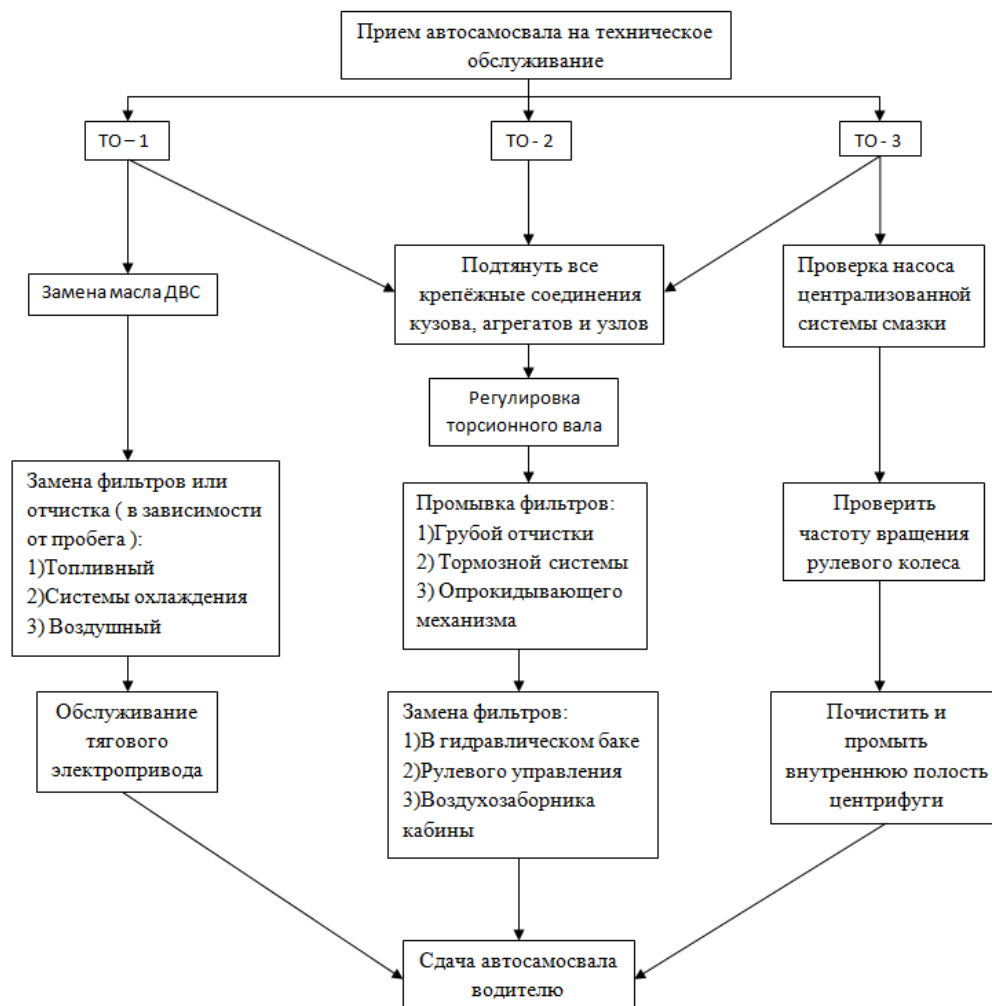 Прием автосамосвала на техническое
обслуживание
ТО – 1
ТО - 2
ТО - 3
Замена масла ДВС
Подтянуть все
крепёжные соединения
кузова, агрегатов и узлов
Проверка насоса
централизованной
системы смазки
Регулировка
торсионного вала
Замена фильтров или
отчистка ( в зависимости
от пробега ):
1)Топливный
2)Системы охлаждения
3) Воздушный
Промывка фильтров:
1)Грубой отчистки
2) Тормозной системы
3) Опрокидывающего
механизма
Проверить
частоту вращения
рулевого колеса
Обслуживание
тягового
электропривода
Замена фильтров:
1)В гидравлическом баке
2)Рулевого управления
3)Воздухозаборника
кабины
Почистить и
промыть
внутреннюю полость
центрифуги
Сдача автосамосвала
водителю